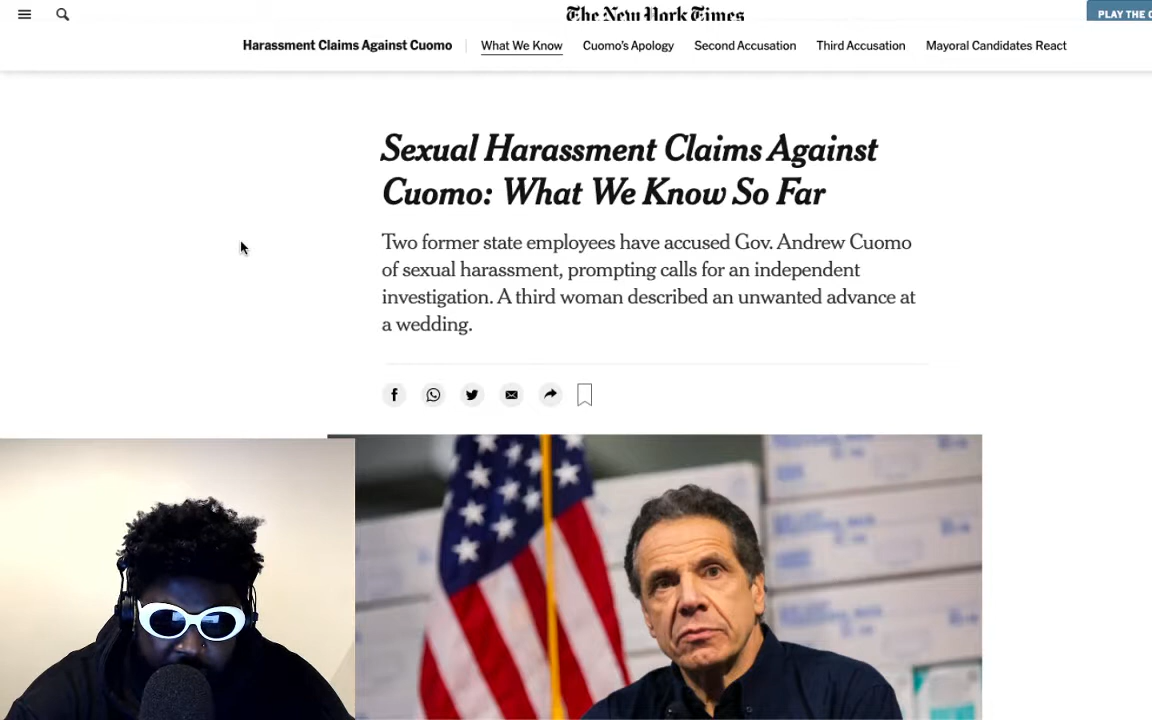 The New York Times
PLAY THE
Harassment Claims Against Cuomo What We Know Cuomo's Apology Second Accusation Third Accusation Mayoral Candidates React
Sexual Harassment Claims Against
Cuomo: What We Know So Far
Two former state employees have accused Gov. Andrew Cuomo
of sexual harassment, prompting calls for an independent
investigation. A third woman described an unwanted advance at
a wedding.